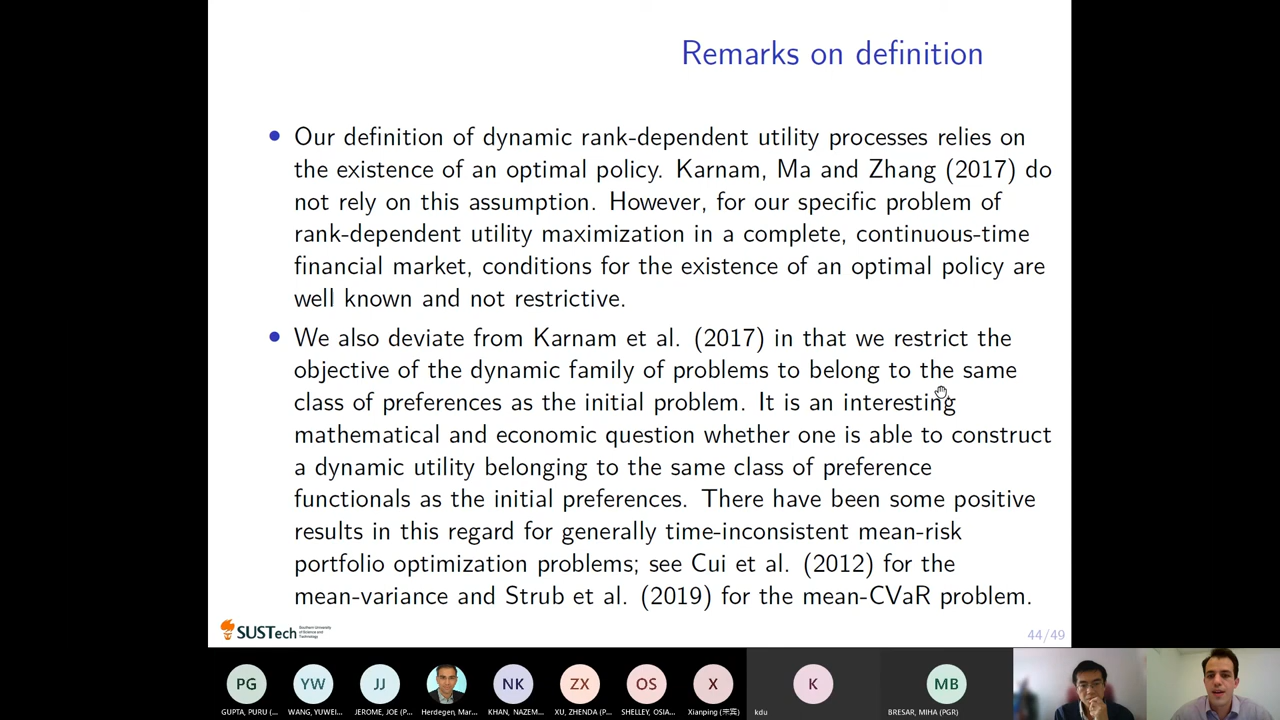 Remarks on definition
Our definition of dynamic rank-dependent utility processes relies on
the existence of an optimal policy. Karnam, Ma and Zhang (2017) do
not rely on this assumption. However, for our specific problem of
rank-dependent utility maximization in a complete, continuous-time
financial market, conditions for the existence of an optimal policy are
well known and not restrictive.
We also deviate from Karnam et al. (2017) in that we restrict the
objective of the dynamic family of problems to belong to the same
class of preferences as the initial problem. It is an interesting
mathematical and economic question whether one is able to construct
a dynamic utility belonging to the same class of preference
functionals as the initial preferences. There have been some positive
results in this regard for generally time-inconsistent mean-risk
portfolio optimization problems; see Cui et al. (2012) for the
mean-variance and Strub et al. (2019) for the mean-CVaR problem.
SUSTech
Southern University
of Science and
Technology
44/49
PG
YW
JJ
NK
ZX
OS
X
K
MB
GUPTA, PURU (...
WANG, YUWEI...
JEROME, JOE (P...
Herdegen, Mar...
KHAN, NAZEM...
XU, ZHENDA (P...
SHELLEY, OSIA...
Xianping (宾)
kdu
BRESAR, MIHA (PGR)